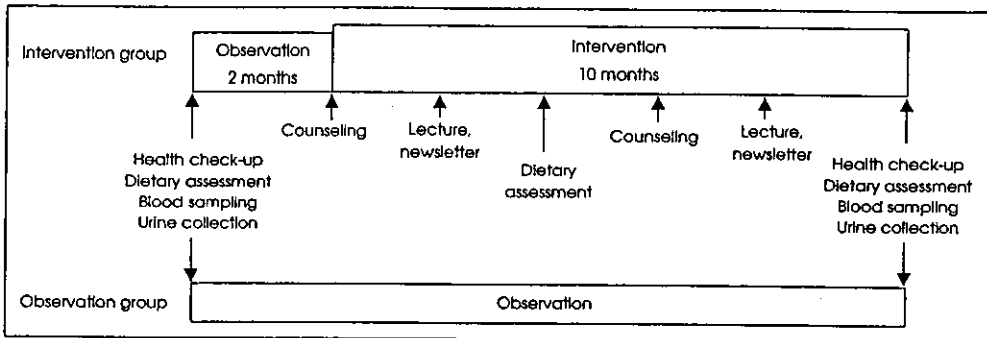 Intervention group
Observation
2 months
Intervention
10 months
Counseling
Lecture,
newsletter
Dietary
assessment
Counseling
Lecture,
newsletter
Health check-up
Dietary assessment
Blood sampling
Urine collection
Health check-up
Dietary assessment
Blood sampling
Urine collection
Observation group
Observation